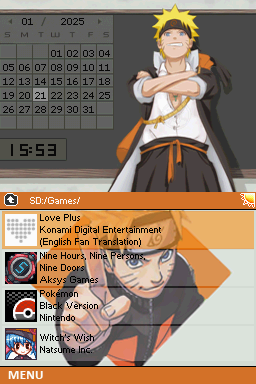 01 / 2025
S M T W T F S
01 02 03 04
05 06 07 08 09 10 11
12 13 14 15 16 17 18
19 20 21 22 23 24 25
26 27 28 29 30 31
15:53
SD:/Games/
Love Plus
Konami Digital Entertainment
(English Fan Translation)
Nine Hours, Nine Persons,
Nine Doors
Aksys Games
Pokémon
Black Version
Nintendo
Witch's Wish
Natsume Inc.
MENU